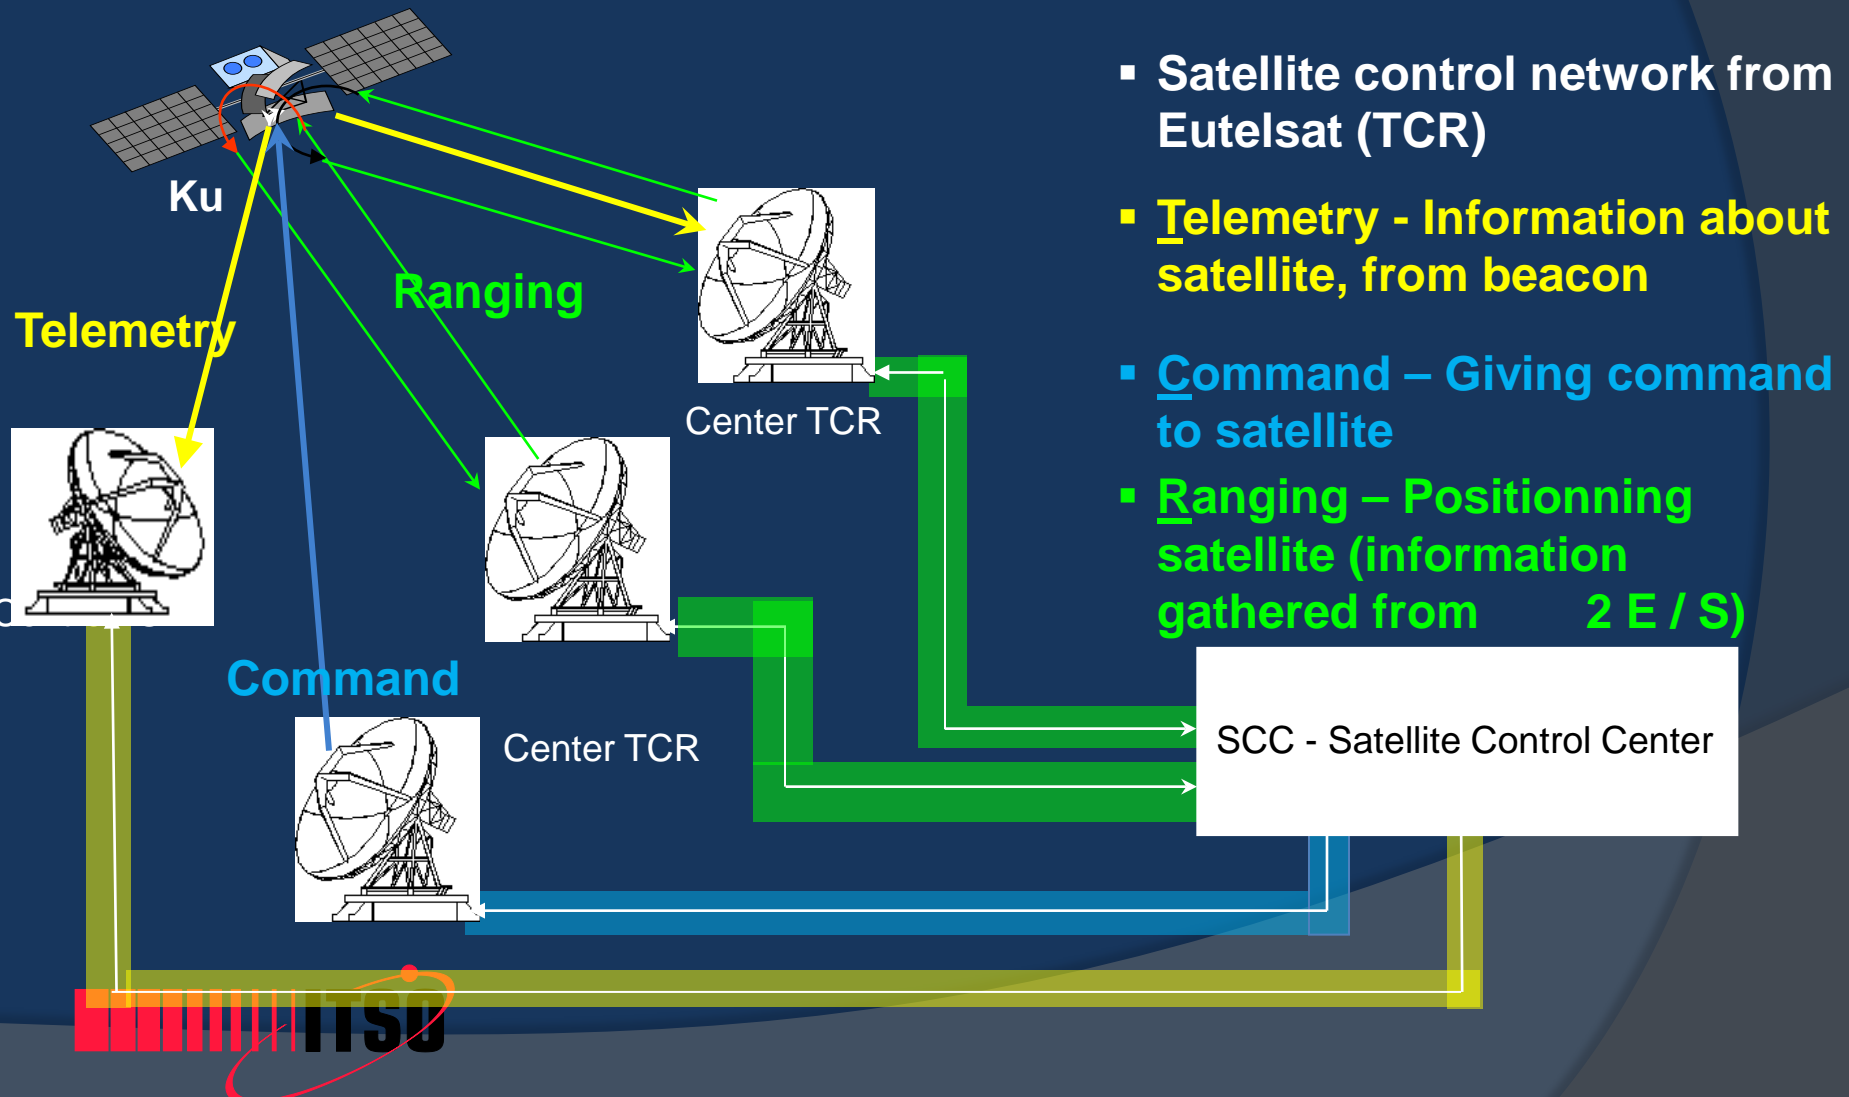 Satellite control network from
Eutelsat (TCR)
Telemetry - Information about
satellite, from beacon
Command – Giving command
to satellite
Ranging – Positionning
satellite (information
gathered from 2 E / S)
Ku
Ranging
Telemetry
Center TCR
Command
Center TCR
SCC - Satellite Control Center
ITSO